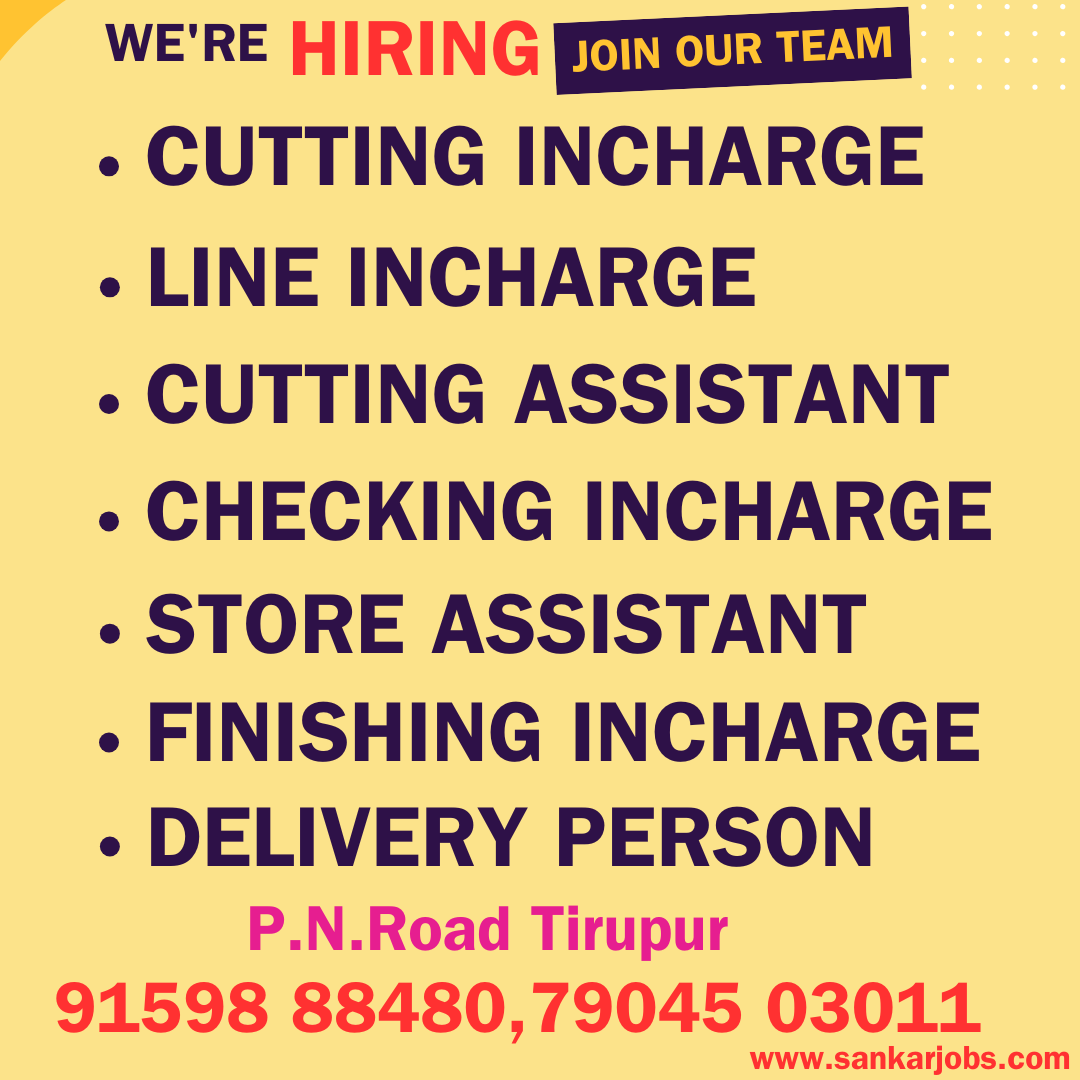 WE'RE HIRING JOIN OUR TEAM
• CUTTING INCHARGE
• LINE INCHARGE
• CUTTING ASSISTANT
• CHECKING INCHARGE
• STORE ASSISTANT
• FINISHING INCHARGE
• DELIVERY PERSON
P.N.Road Tirupur
91598 88480,79045 03011
www.sankarjobs.com